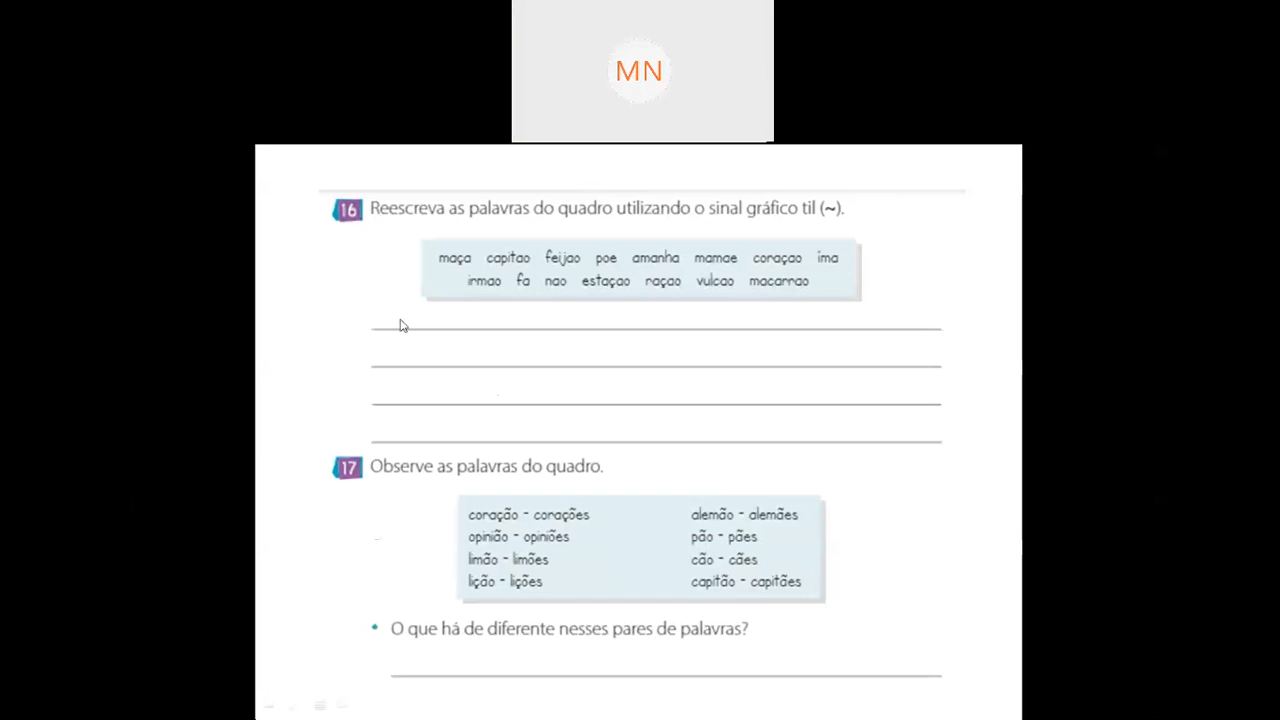 MN
16 Reescreva as palavras do quadro utilizando o sinal gráfico til (~).
maça capitao feijao poe amanha mamae coraçao íma
irmao fa nao estaçao raçao vulcao macarrao
17 Observe as palavras do quadro.
coração - corações alemão - alemães
opinião - opiniões pão - pães
limão - limões cão - cães
lição - lições capitão - capitães
• O que há de diferente nesses pares de palavras?